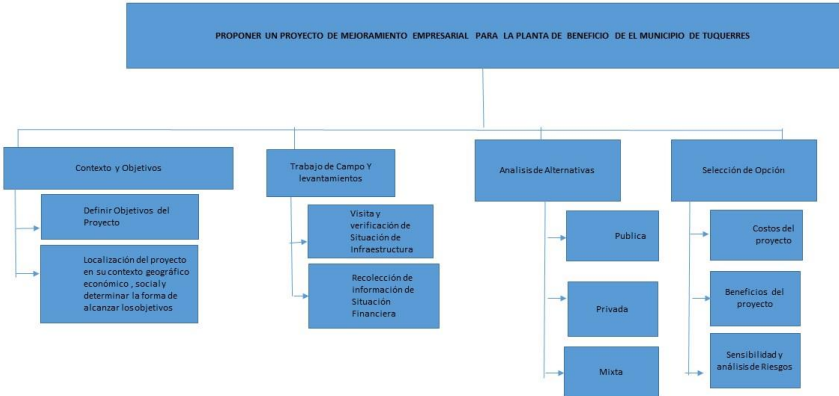 PROPONER UN PROYECTO DE MEJORAMIENTO EMPRESARIAL PARA LA PLANTA DE BENEFICIO DE EL MUNICIPIO DE TUQUERRES
Contexto y Objetivos
Definir Objetivos del
Proyecto
Localización del proyecto
en su contexto geográfico
económico , social y
determinar la forma de
alcanzar los objetivos
Trabajo de Campo Y
levantamientos
Visita y
verificación de
Situación de
Infraestructura
Recolección de
información de
Situación
Financiera
Analisis de Alternativas
Publica
Privada
Mixta
Selección de Opción
Costos del
proyecto
Beneficios del
proyecto
Sensibilidad y
análisis de Riesgos